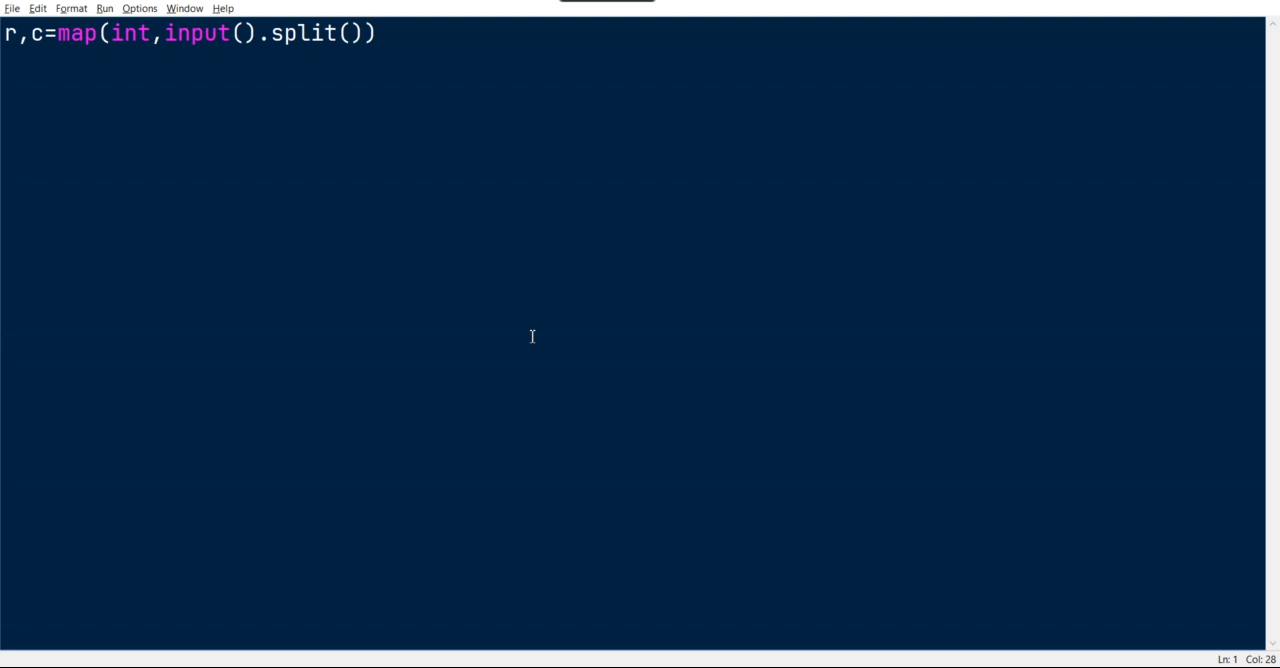 File Edit Format Run Options Window Help
r,c=map(int,input().split())
Ln: 1 Col: 28